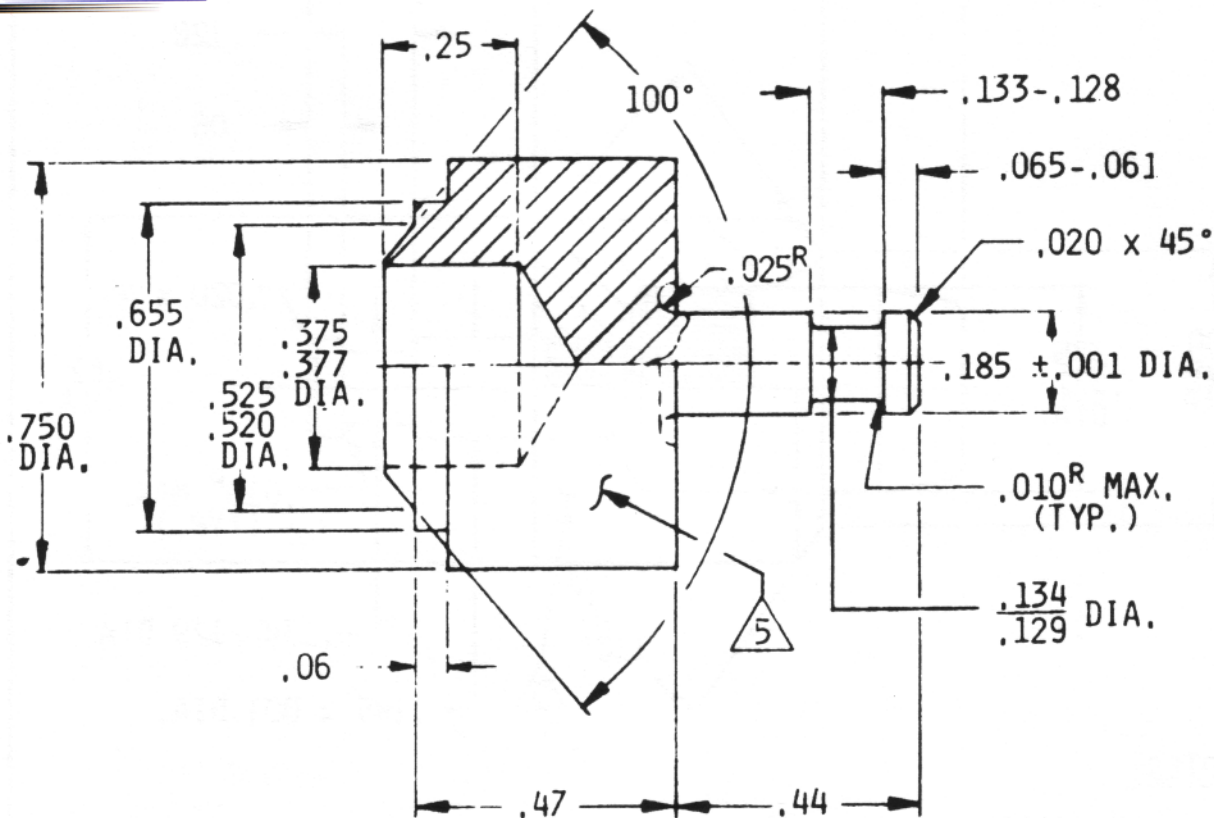 .25
100°
.133-.128
.065-.061
.020 x 45°
.025R
.655
DIA.
.375
.377
DIA.
.185 ±.001 DIA.
.525
.520
DIA.
.750
DIA.
.010R MAX.
(TYP.)
5
.134
.129 DIA.
.06
.47
.44